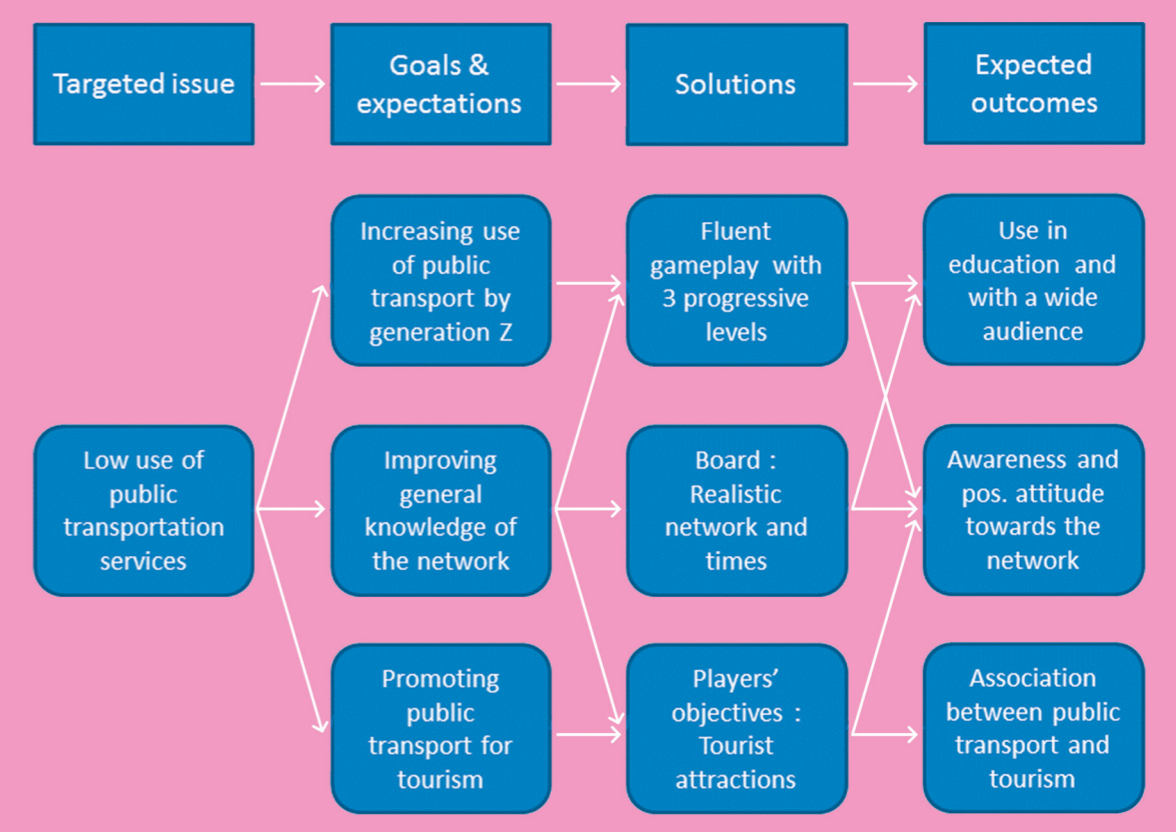 Targeted issue
Goals &
expectations
Solutions
Expected
outcomes
Low use of
public
transportation
services
Increasing use
of public
transport by
generation Z
Improving
general
knowledge of
the network
Promoting
public
transport for
tourism
Fluent
gameplay with
3 progressive
levels
Board :
Realistic
network and
times
Players’
objectives :
Tourist
attractions
Use in
education and
with a wide
audience
Awareness and
pos. attitude
towards the
network
Association
between public
transport and
tourism